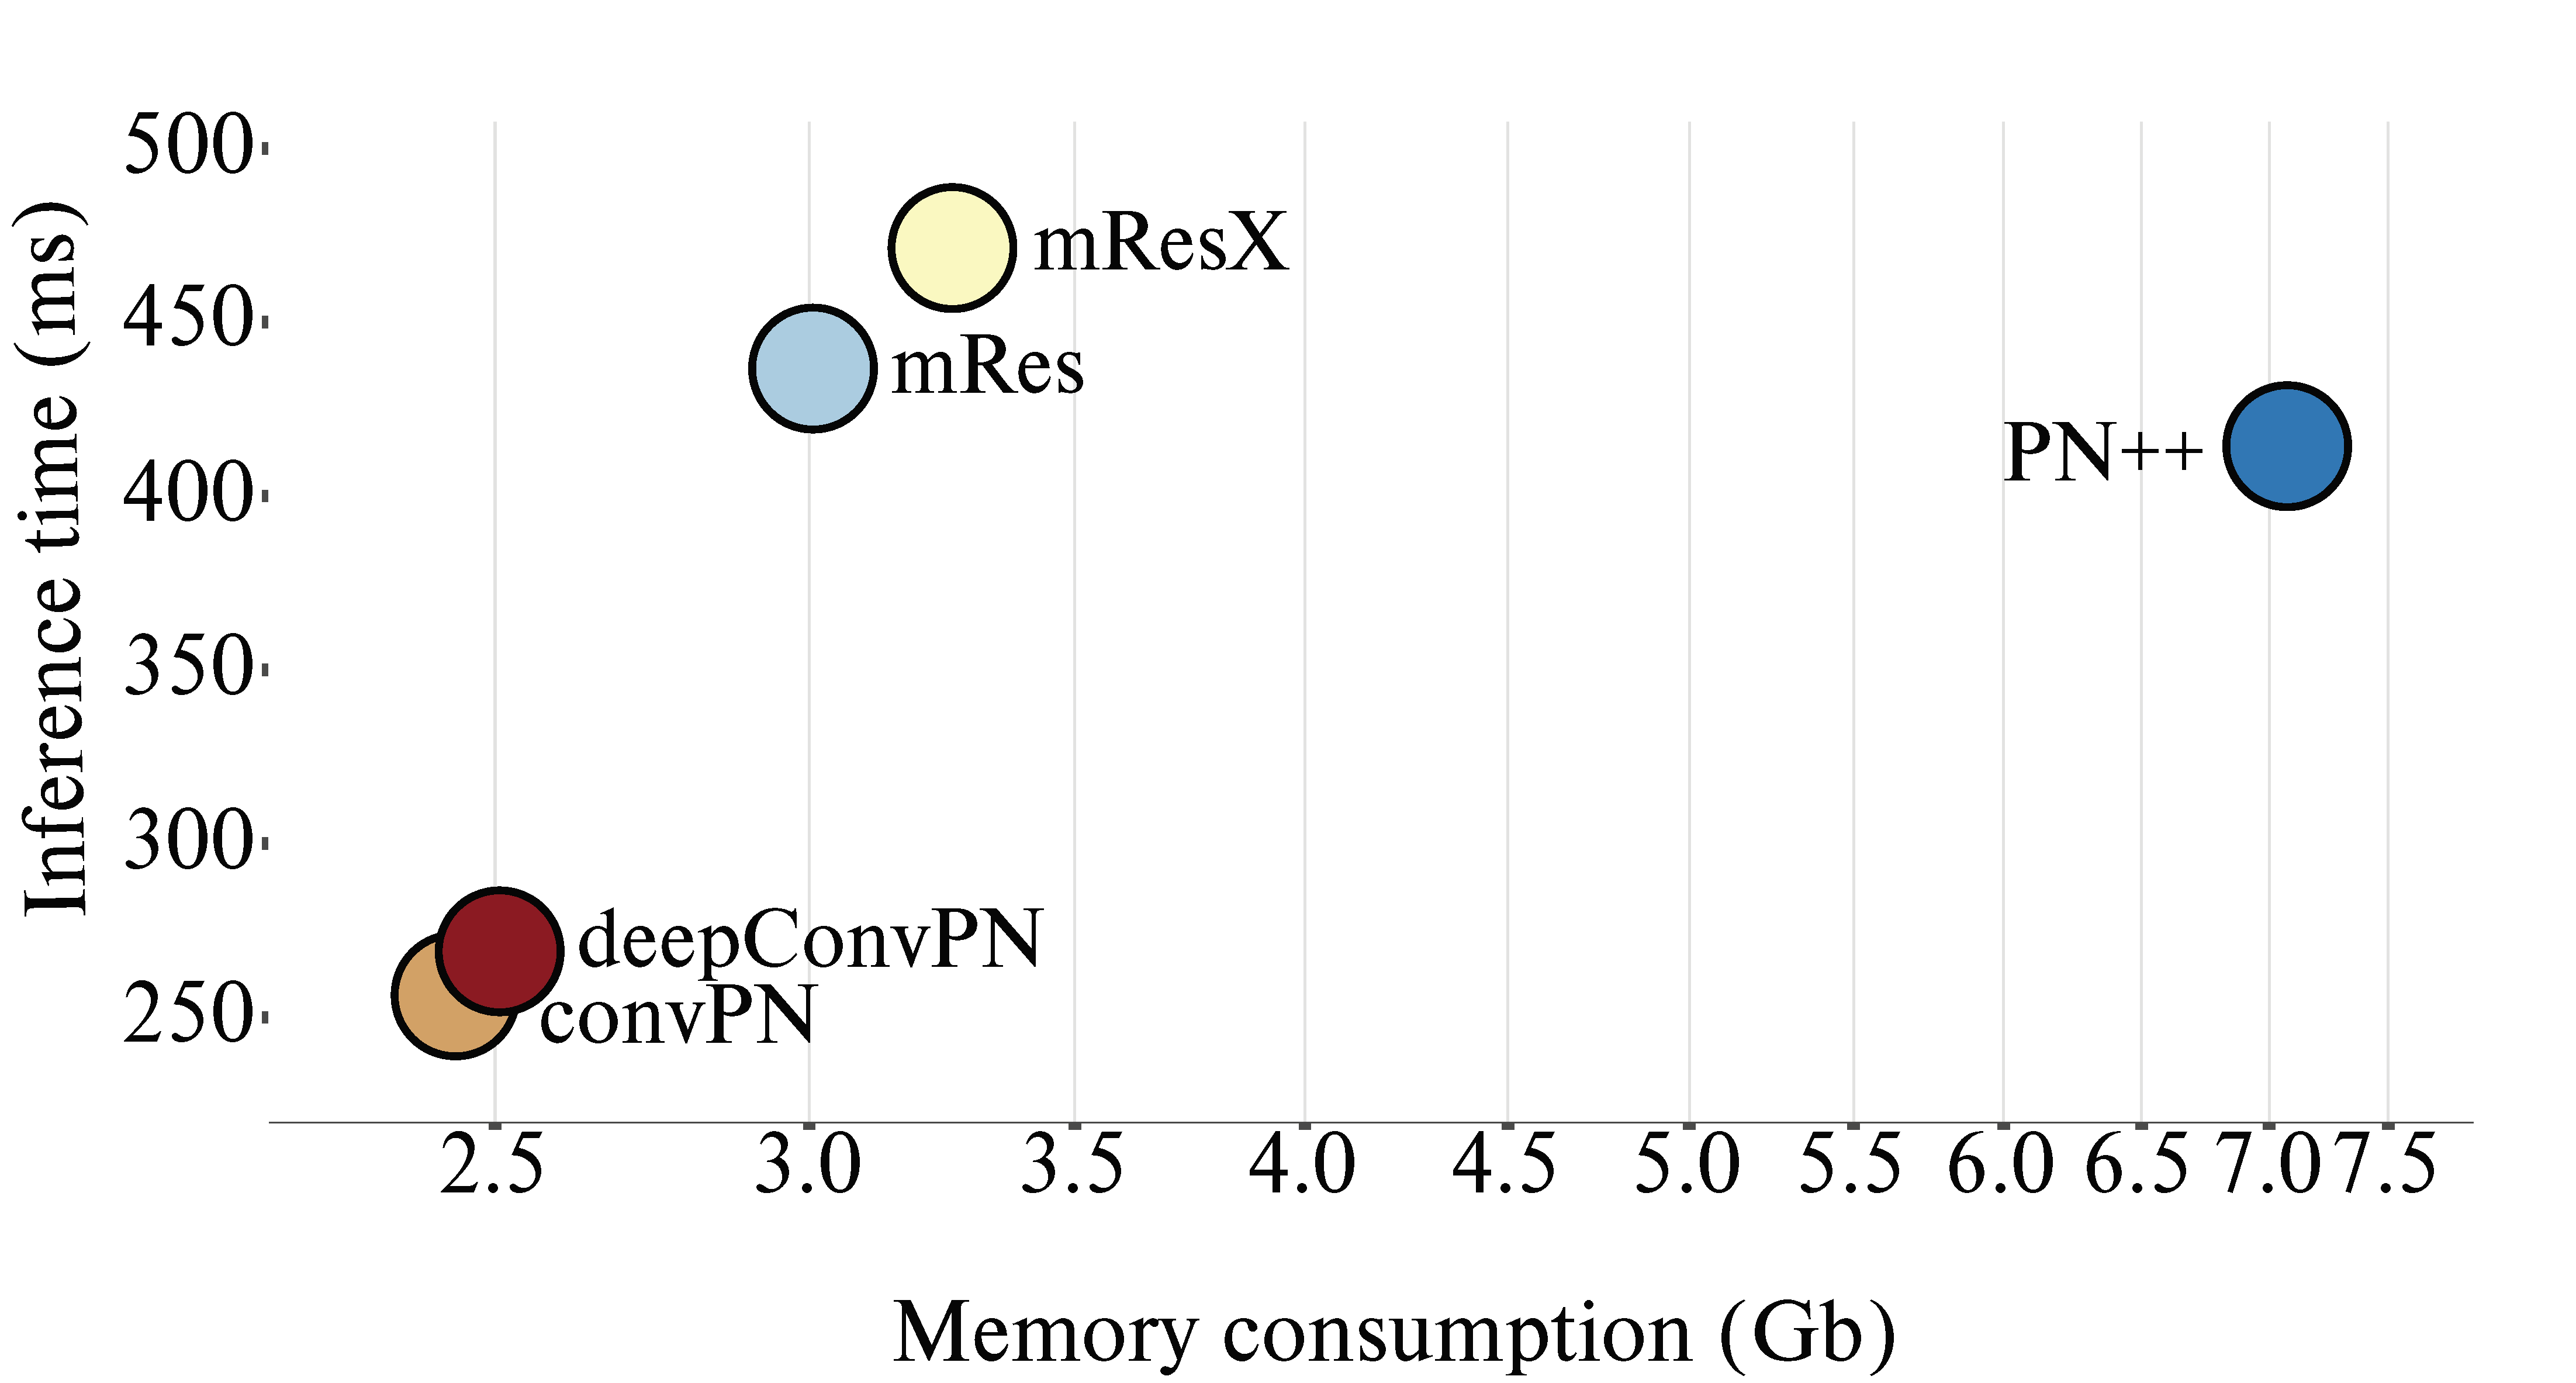 500
450
400
350
300
250
Inference time (ms)
mResX
mRes
PN++
deepConvPN
convPN
2.5 3.0 3.5 4.0 4.5 5.0 5.5 6.0 6.5 7.0 7.5
Memory consumption (Gb)